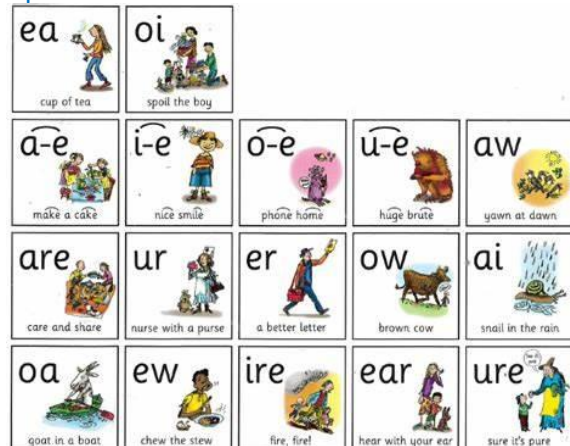 ea
cup of tea
oi
spoil the boy
a-e
make a cake
i-e
nice smile
o-e
phone home
u-e
huge brute
aw
yawn at dawn
are
care and share
ur
nurse with a purse
er
a better letter
ow
brown cow
ai
snail in the rain
oa
goat in a boat
ew
chew the stew
ire
fire, fire!
ear
hear with your ear
ure
sure it's pure